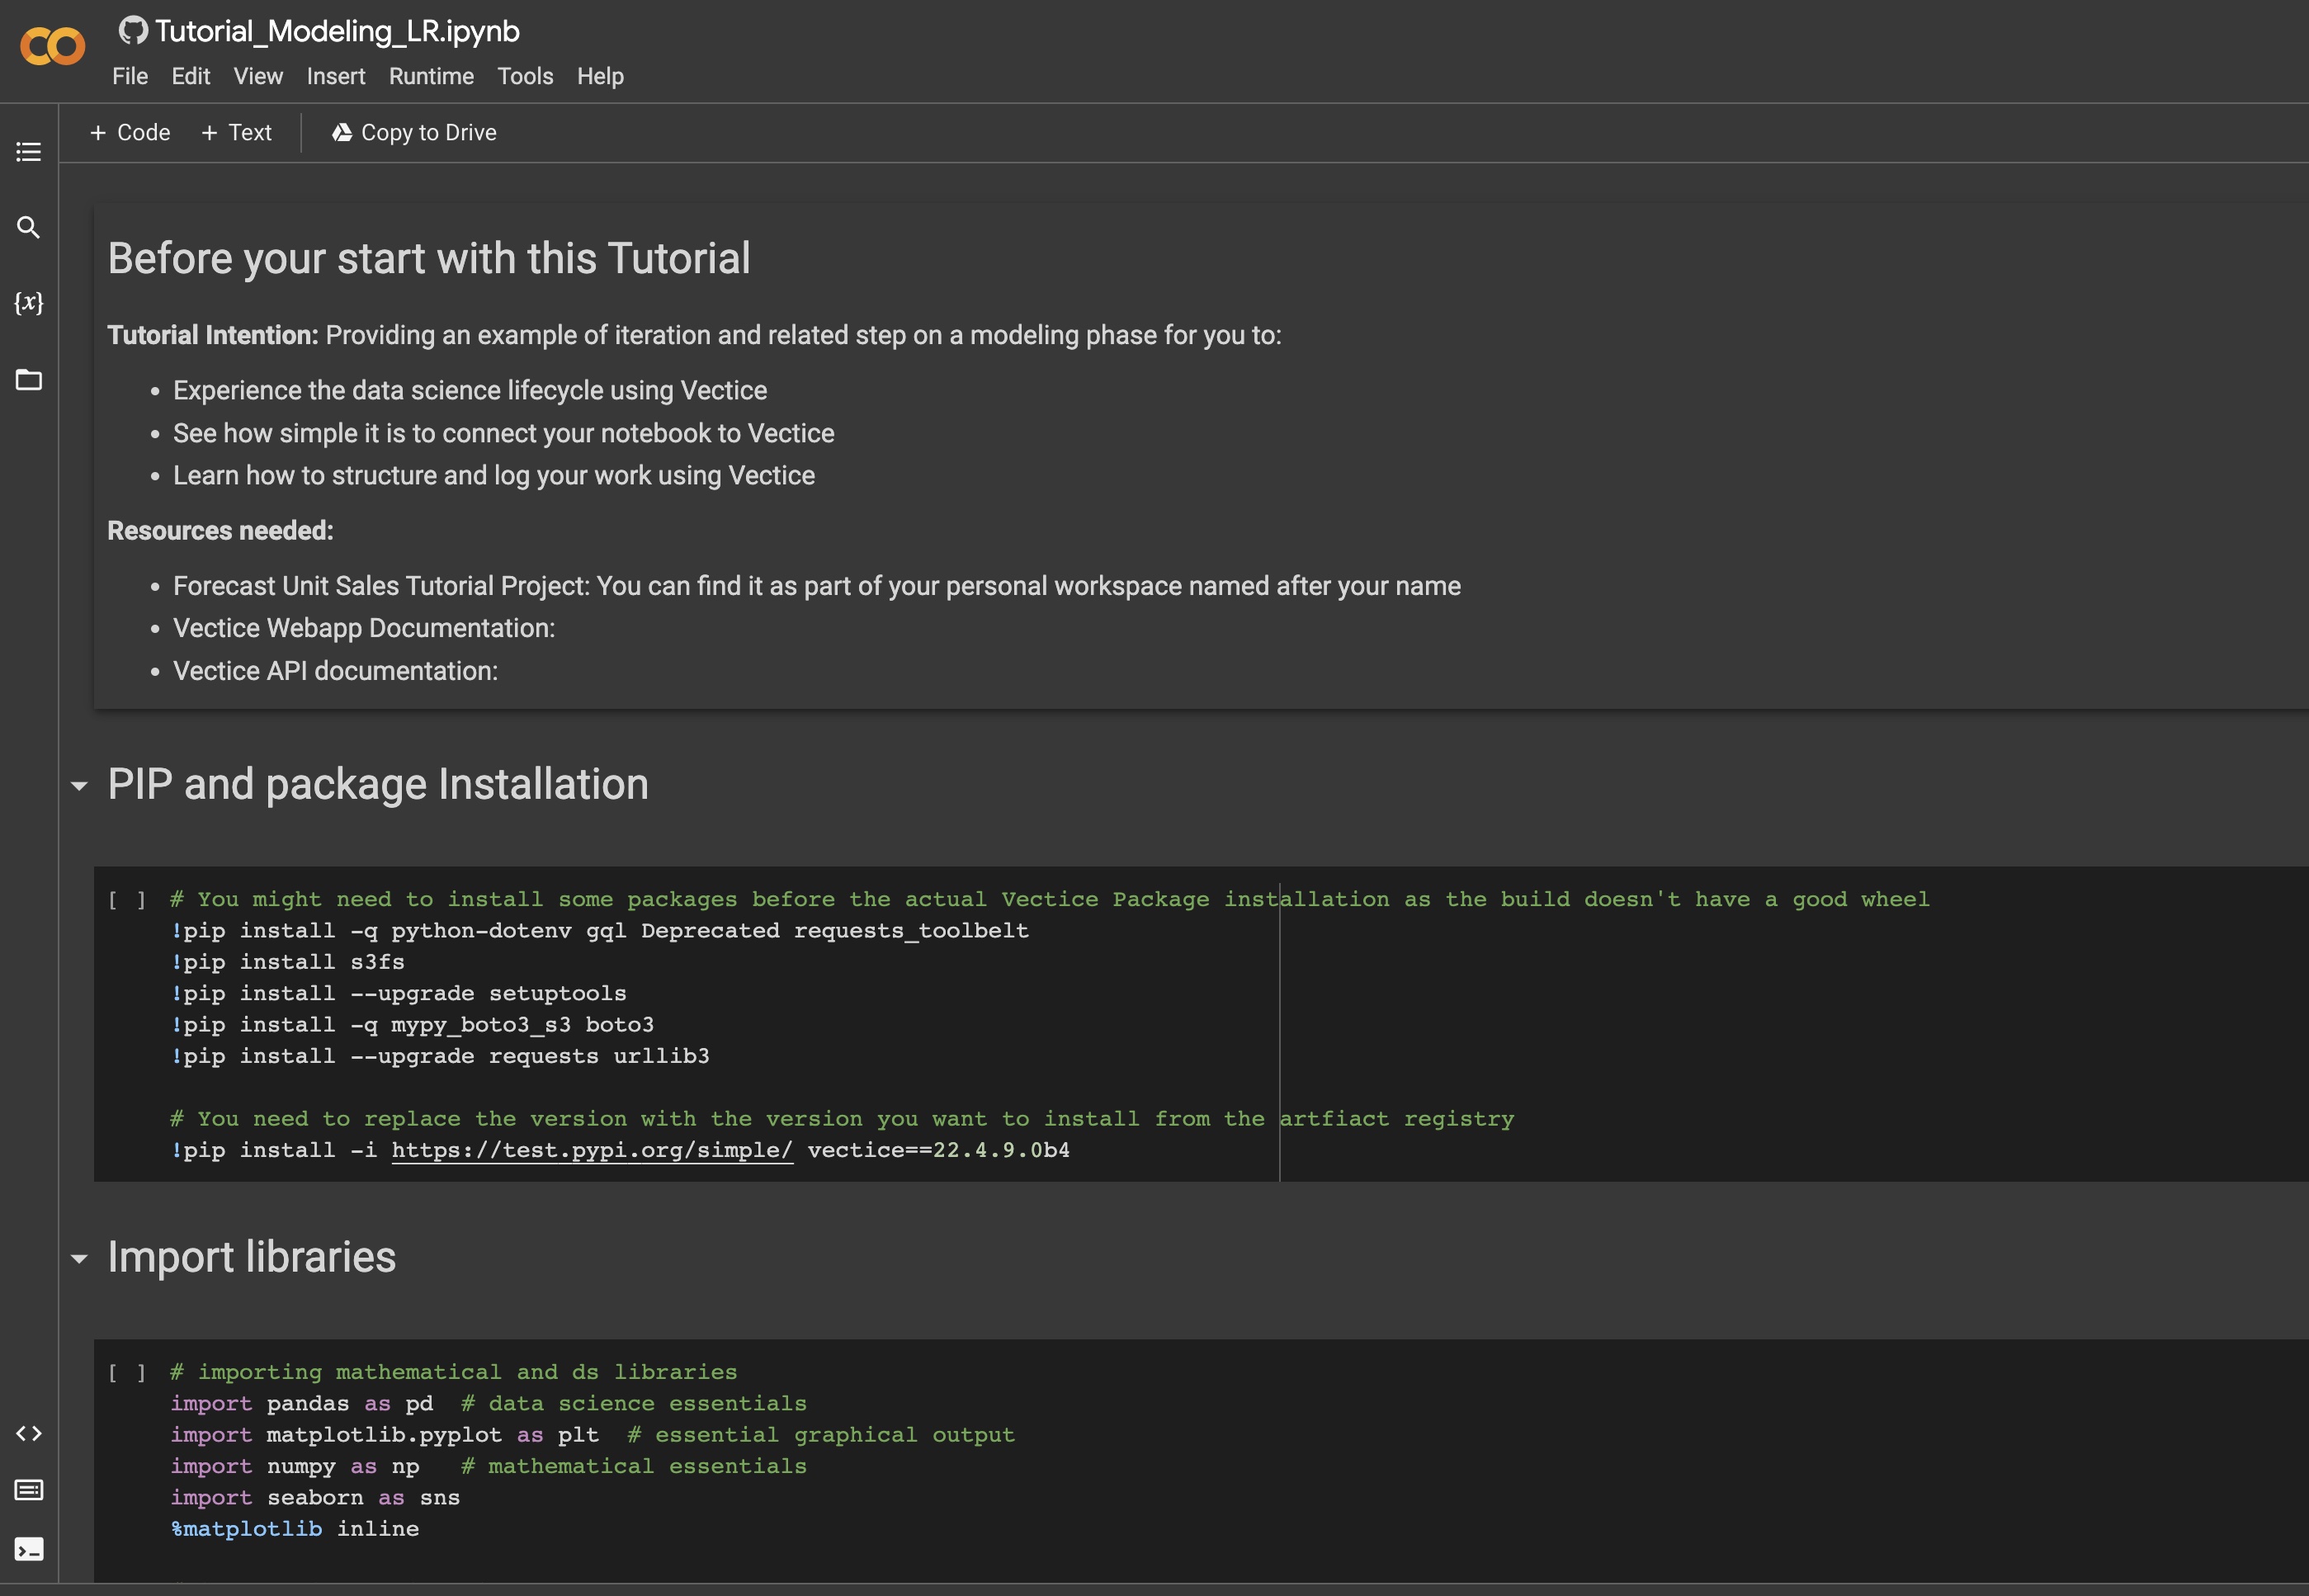 Tutorial_Modeling_LR.ipynb
File Edit View Insert Runtime Tools Help
+ Code + Text Copy to Drive
Before your start with this Tutorial
Tutorial Intention: Providing an example of iteration and related step on a modeling phase for you to:
• Experience the data science lifecycle using Vectice
• See how simple it is to connect your notebook to Vectice
• Learn how to structure and log your work using Vectice
Resources needed:
• Forecast Unit Sales Tutorial Project: You can find it as part of your personal workspace named after your name
• Vectice Webapp Documentation:
• Vectice API documentation:
PIP and package Installation
[ ] # You might need to install some packages before the actual Vectice Package installation as the build doesn't have a good wheel
!pip install -q python-dotenv gql Deprecated requests_toolbelt
!pip install s3fs
!pip install --upgrade setuptools
!pip install -q mypy_boto3_s3 boto3
!pip install --upgrade requests urllib3
# You need to replace the version with the version you want to install from the artfiact registry
!pip install -i https://test.pypi.org/simple/ vectice==22.4.9.0b4
Import libraries
[ ] # importing mathematical and ds libraries
import pandas as pd # data science essentials
import matplotlib.pyplot as plt # essential graphical output
import numpy as np # mathematical essentials
import seaborn as sns
%matplotlib inline